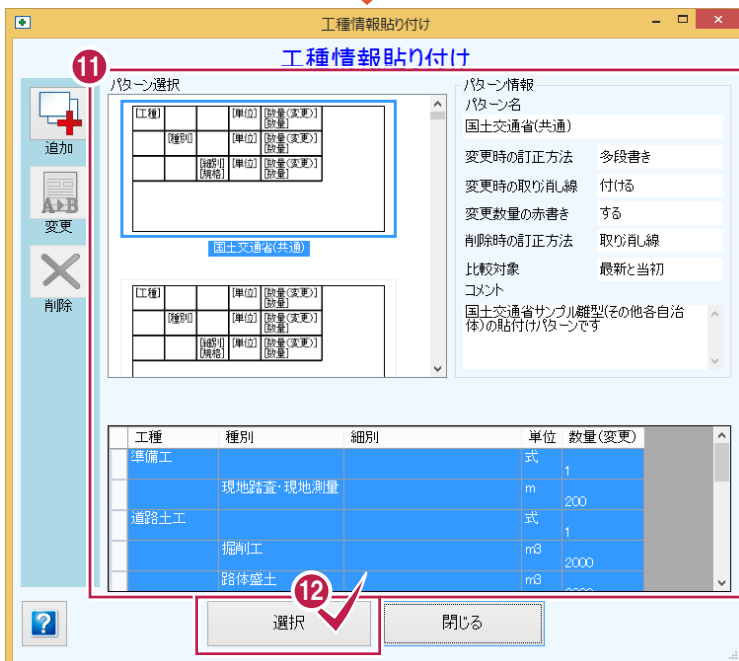 工種情報貼り付け
工種情報貼り付け
11
追加
A▶B
変更
削除
パターン選択
[工種] [単位] [数量(変更)]
[数量]
[種別] [単位] [数量(変更)]
[数量]
[細別] [単位] [数量(変更)]
[規格] [数量]
国土交通省(共通)
[工種] [単位] [数量(変更)]
[数量]
[種別] [単位] [数量(変更)]
[数量]
[細別] [単位] [数量(変更)]
[規格] [数量]
パターン情報
パターン名
国土交通省(共通)
変更時の訂正方法 多段書き
変更時の取り消し線 付ける
変更数量の赤書き する
削除時の訂正方法 取り消し線
比較対象 最新と当初
コメント
国土交通省サンプル雛型(その他各自治
体)の貼付けパターンです
工種 種別 細別 単位 数量(変更)
準備工 式 1
現地踏査・現地測量 m 200
道路土工 式 1
掘削工 m3 2000
路体盛土 m3
12
?
選択
閉じる